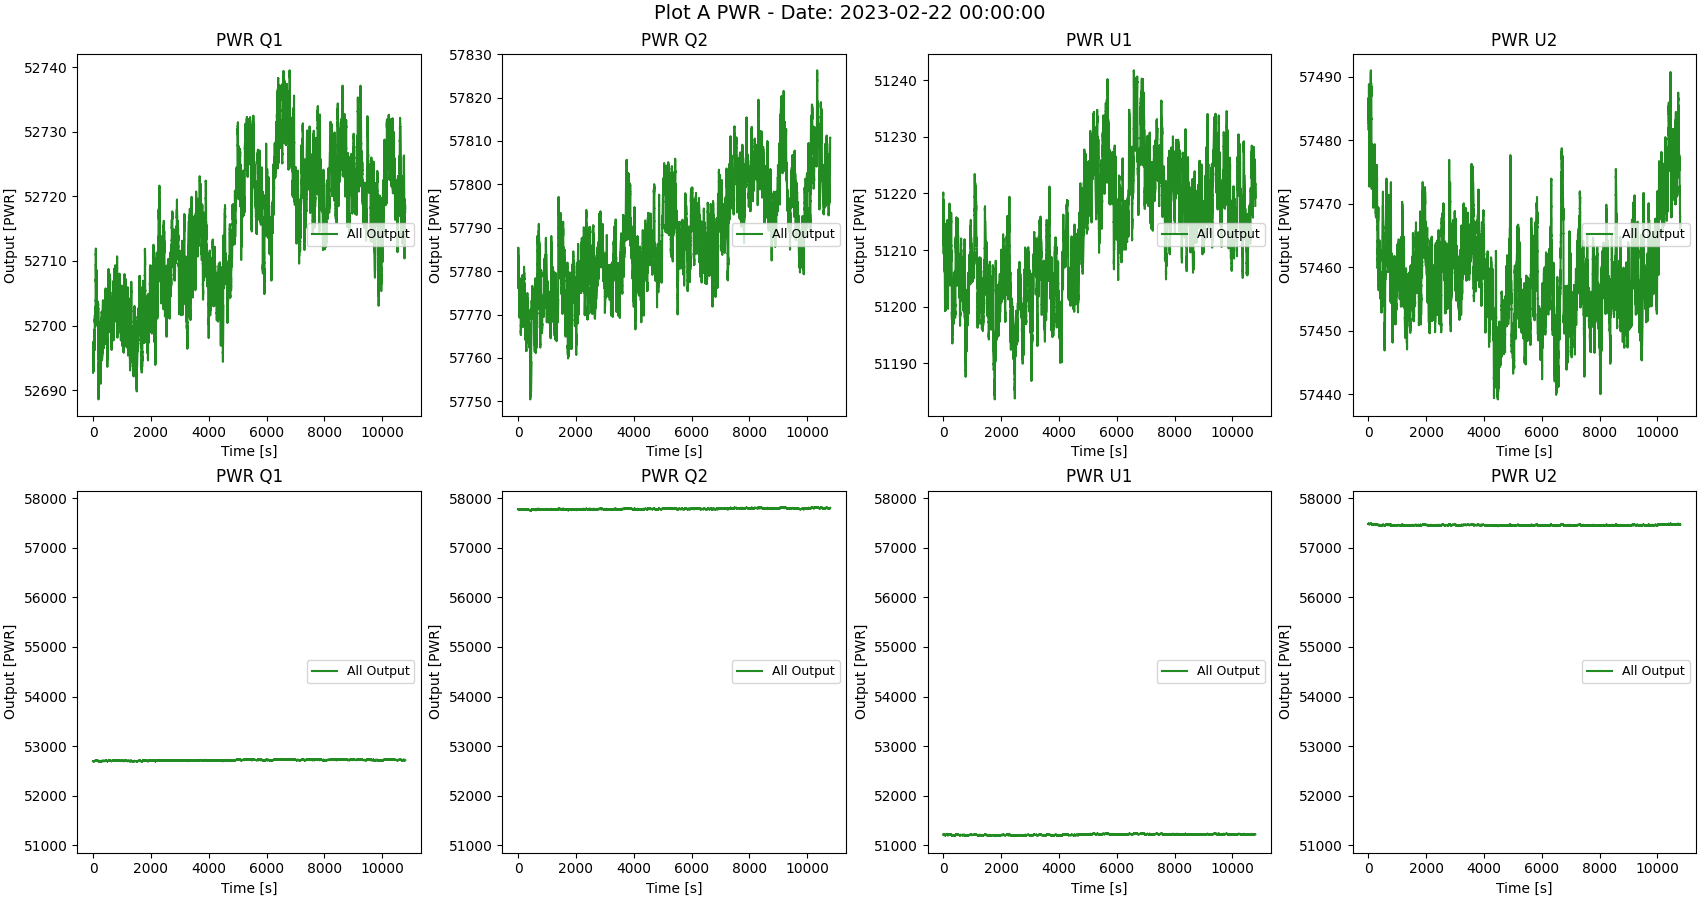 Plot A PWR - Date: 2023-02-22 00:00:00
PWR Q1
Output [PWR]
52740
52730
52720
52710
52700
52690
All Output
0 2000 4000 6000 8000 10000
Time [s]
PWR Q2
Output [PWR]
57830
57820
57810
57800
57790
57780
57770
57760
57750
All Output
0 2000 4000 6000 8000 10000
Time [s]
PWR U1
Output [PWR]
51240
51230
51220
51210
51200
51190
All Output
0 2000 4000 6000 8000 10000
Time [s]
PWR U2
Output [PWR]
57490
57480
57470
57460
57450
57440
All Output
0 2000 4000 6000 8000 10000
Time [s]
PWR Q1
Output [PWR]
58000
57000
56000
55000
54000
53000
52000
51000
All Output
0 2000 4000 6000 8000 10000
Time [s]
PWR Q2
Output [PWR]
58000
57000
56000
55000
54000
53000
52000
51000
All Output
0 2000 4000 6000 8000 10000
Time [s]
PWR U1
Output [PWR]
58000
57000
56000
55000
54000
53000
52000
51000
All Output
0 2000 4000 6000 8000 10000
Time [s]
PWR U2
Output [PWR]
58000
57000
56000
55000
54000
53000
52000
51000
All Output
0 2000 4000 6000 8000 10000
Time [s]